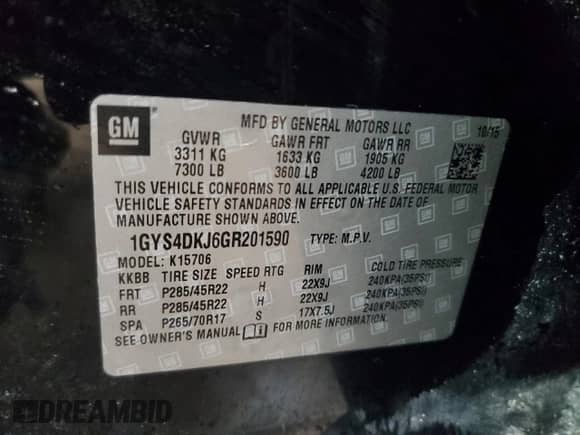 GM
MFD BY GENERAL MOTORS LLC
10/15
GVWR GAWR FRT GAWR RR
3311 KG 1633 KG 1905 KG
7300 LB 3600 LB 4200 LB
THIS VEHICLE CONFORMS TO ALL APPLICABLE U.S. FEDERAL MOTOR
VEHICLE SAFETY STANDARDS IN EFFECT ON THE DATE OF
MANUFACTURE SHOWN ABOVE.
1GYS4DKJ6GR201590 TYPE: M.P.V.
MODEL: K15706
KKBB TIRE SIZE SPEED RTG RIM COLD TIRE PRESSURE
FRT P285/45R22 H 22X9J 240KPA(35PSI)
RR P285/45R22 H 22X9J 240KPA(35PSI)
SPA P265/70R17 S 17X7.5J 240KPA(35PSI)
SEE OWNER'S MANUAL FOR MORE INFORMATION.
DREAMBID